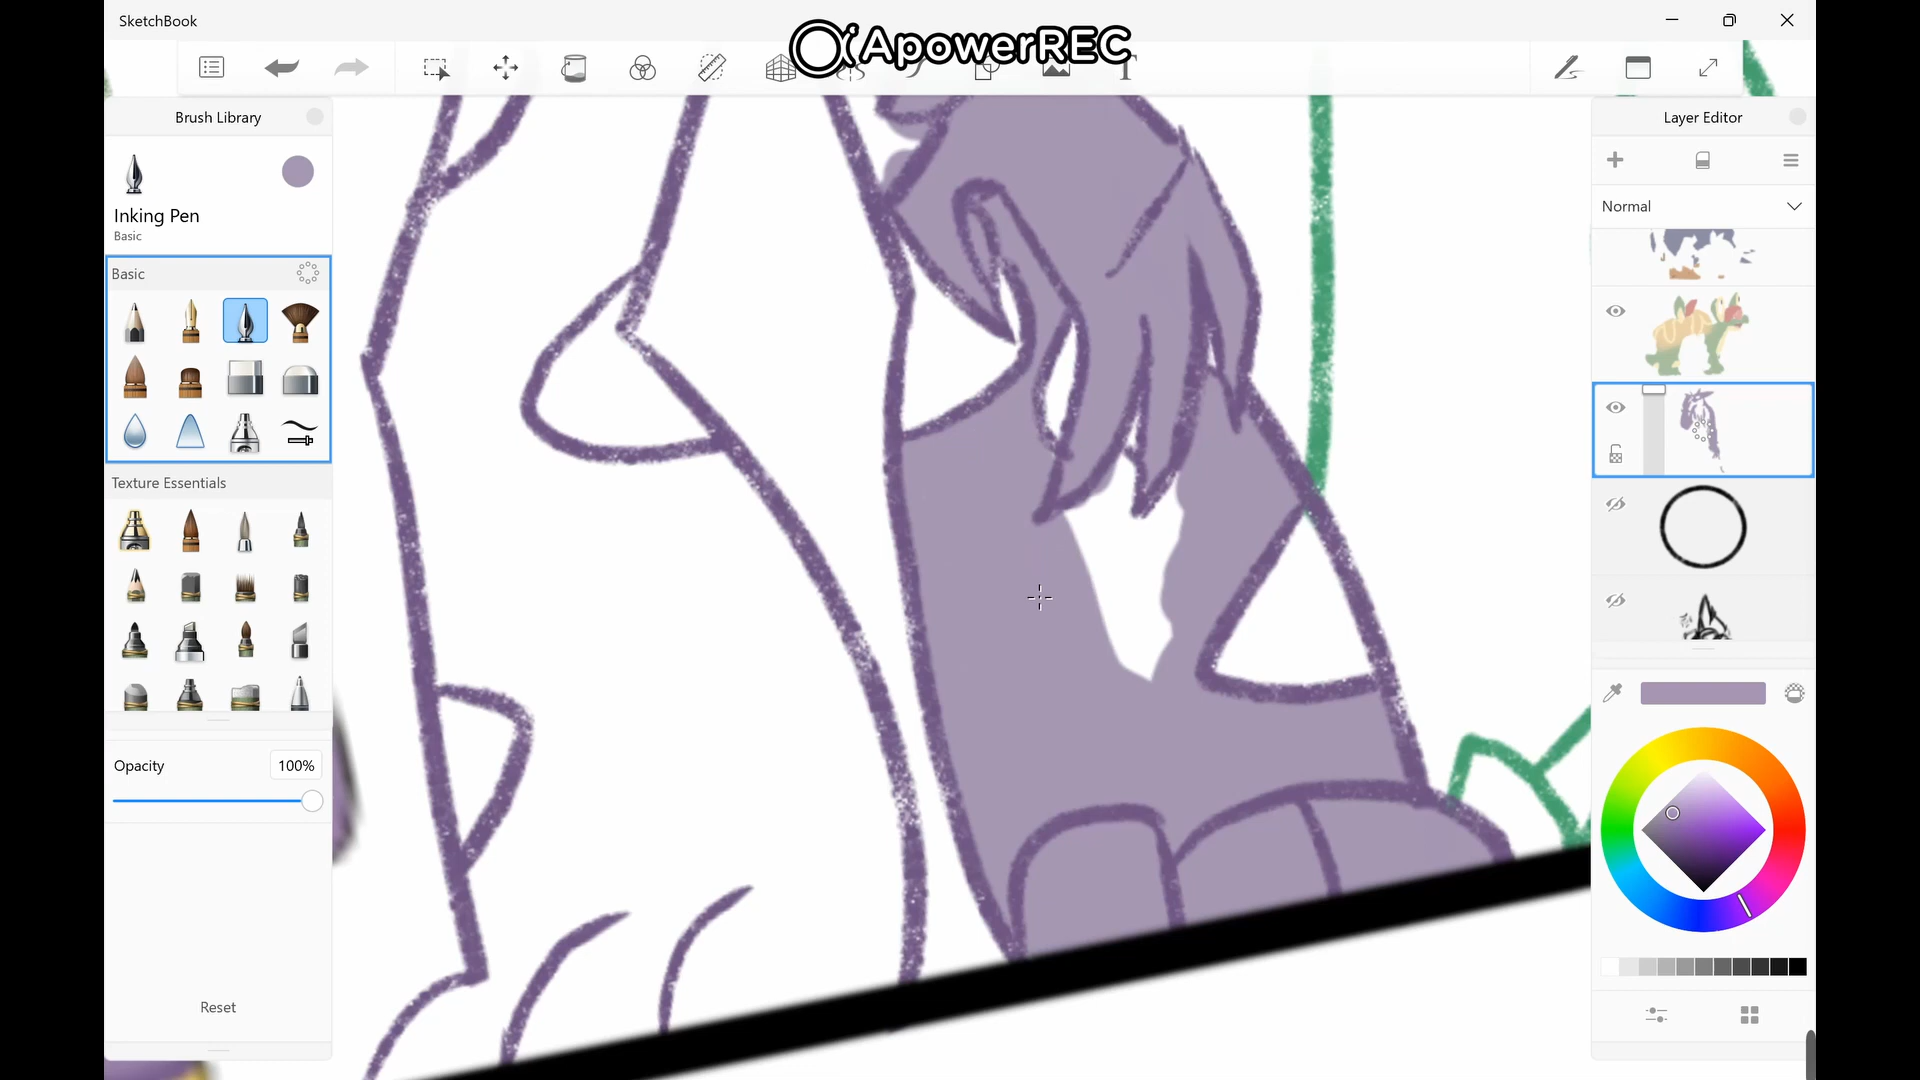 SketchBook
ApowerREC
T
Brush Library
Layer Editor
Inking Pen
Basic
Normal
Basic
Texture Essentials
Opacity
100%
Reset